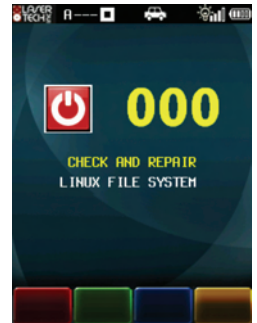 LASER
TECH A---
000
CHECK AND REPAIR
LINUX FILE SYSTEM